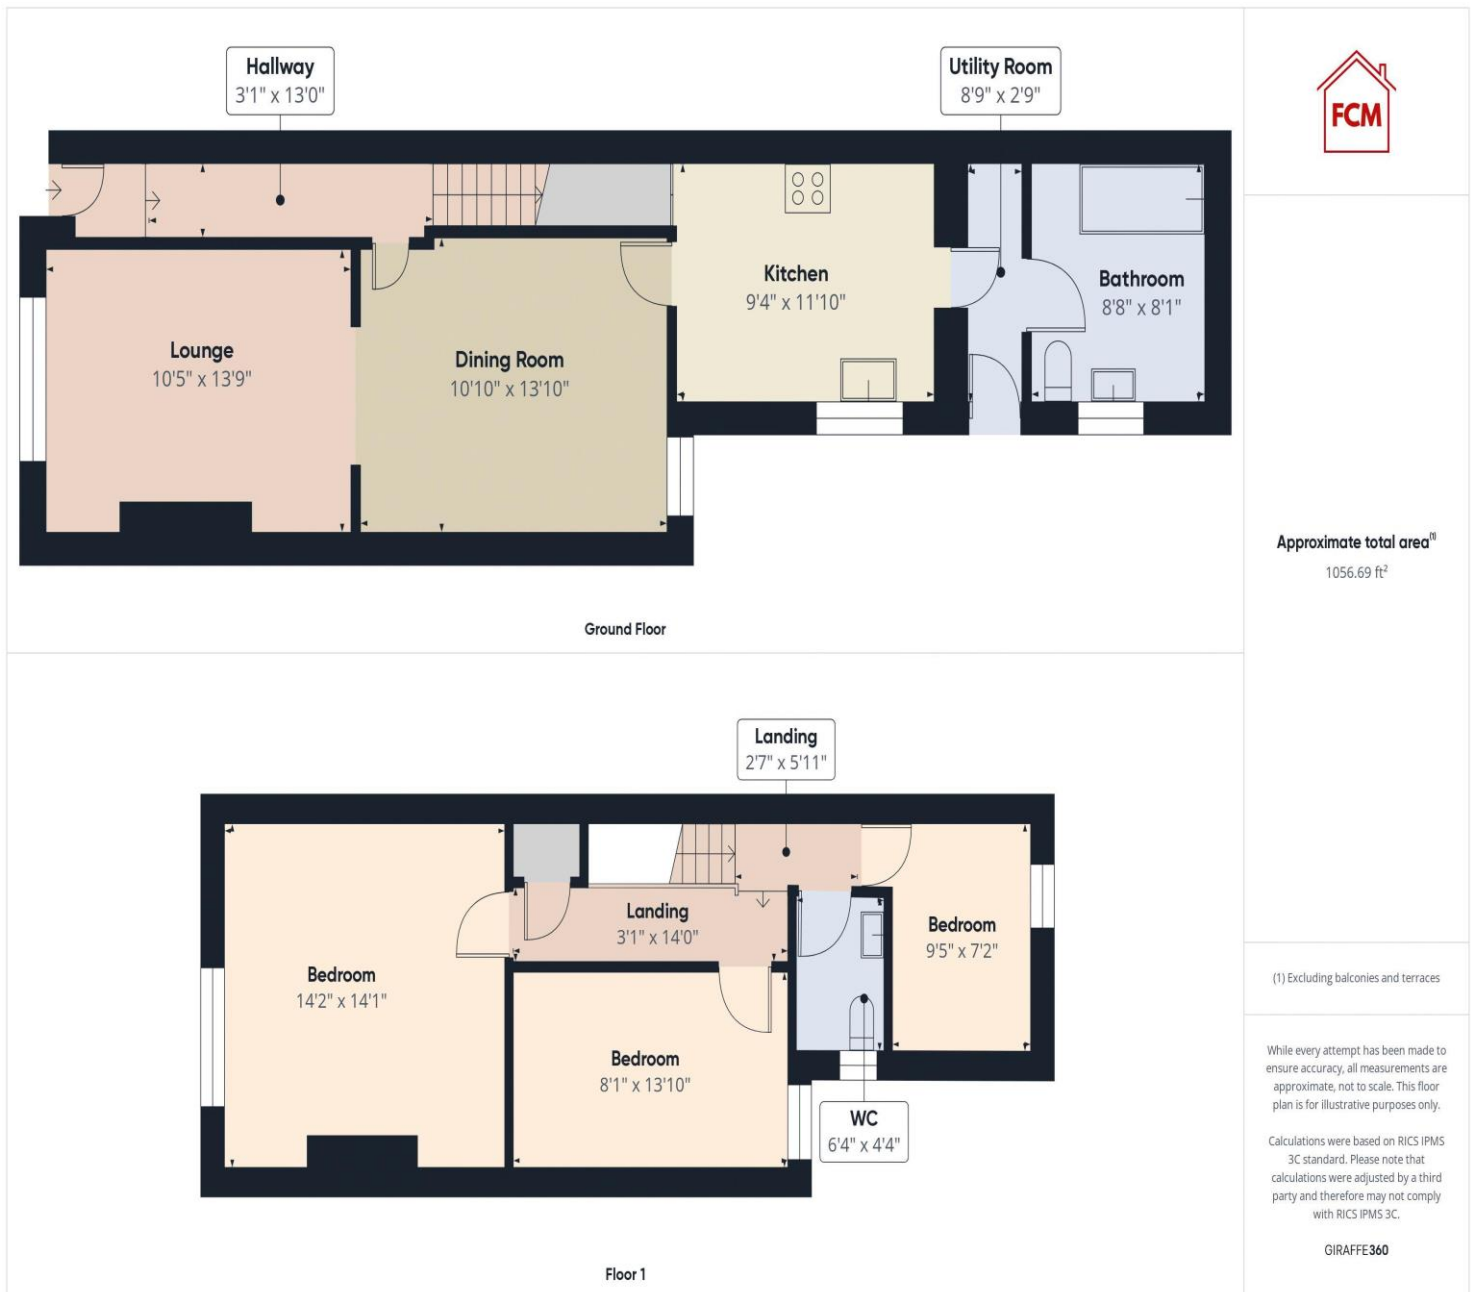 Hallway
3'1" x 13'0"
Utility Room
8'9" x 2'9"
FCM
Kitchen
9'4" x 11'10"
Bathroom
8'8" x 8'1"
Lounge
10'5" x 13'9"
Dining Room
10'10" x 13'10"
Ground Floor
Approximate total area(1)
1056.69 ft²
Landing
2'7" x 5'11"
Landing
3'1" x 14'0"
Bedroom
9'5" x 7'2"
Bedroom
14'2" x 14'1"
Bedroom
8'1" x 13'10"
WC
6'4" x 4'4"
Floor 1
(1) Excluding balconies and terraces
While every attempt has been made to
ensure accuracy, all measurements are
approximate, not to scale. This floor
plan is for illustrative purposes only.
Calculations were based on RICS IPMS
3C standard. Please note that
calculations were adjusted by a third
party and therefore may not comply
with RICS IPMS 3C.
GIRAFFE360